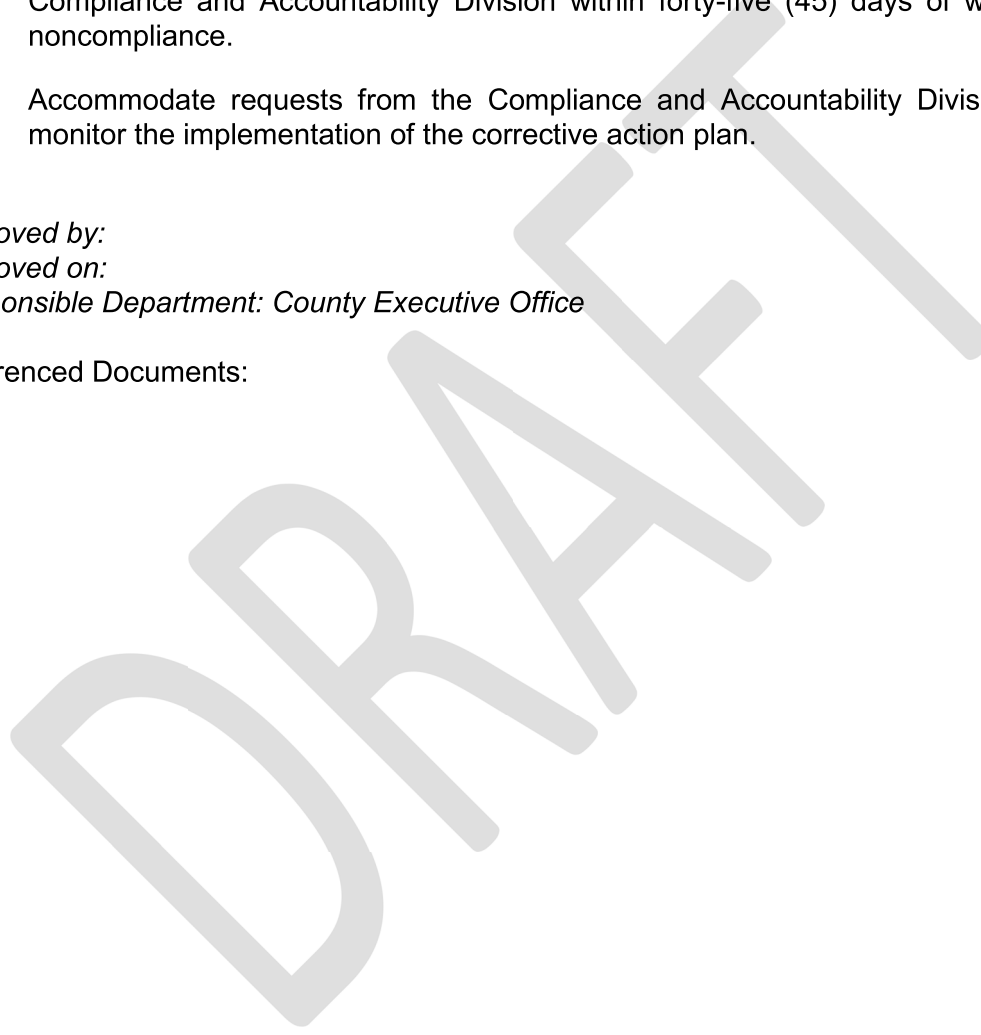 Compliance and Accountability Division within forty-five (45) days of w
noncompliance.
Accommodate requests from the Compliance and Accountability Divis
monitor the implementation of the corrective action plan.
oved by:
oved on:
onsible Department: County Executive Office
renced Documents:
DRAFT